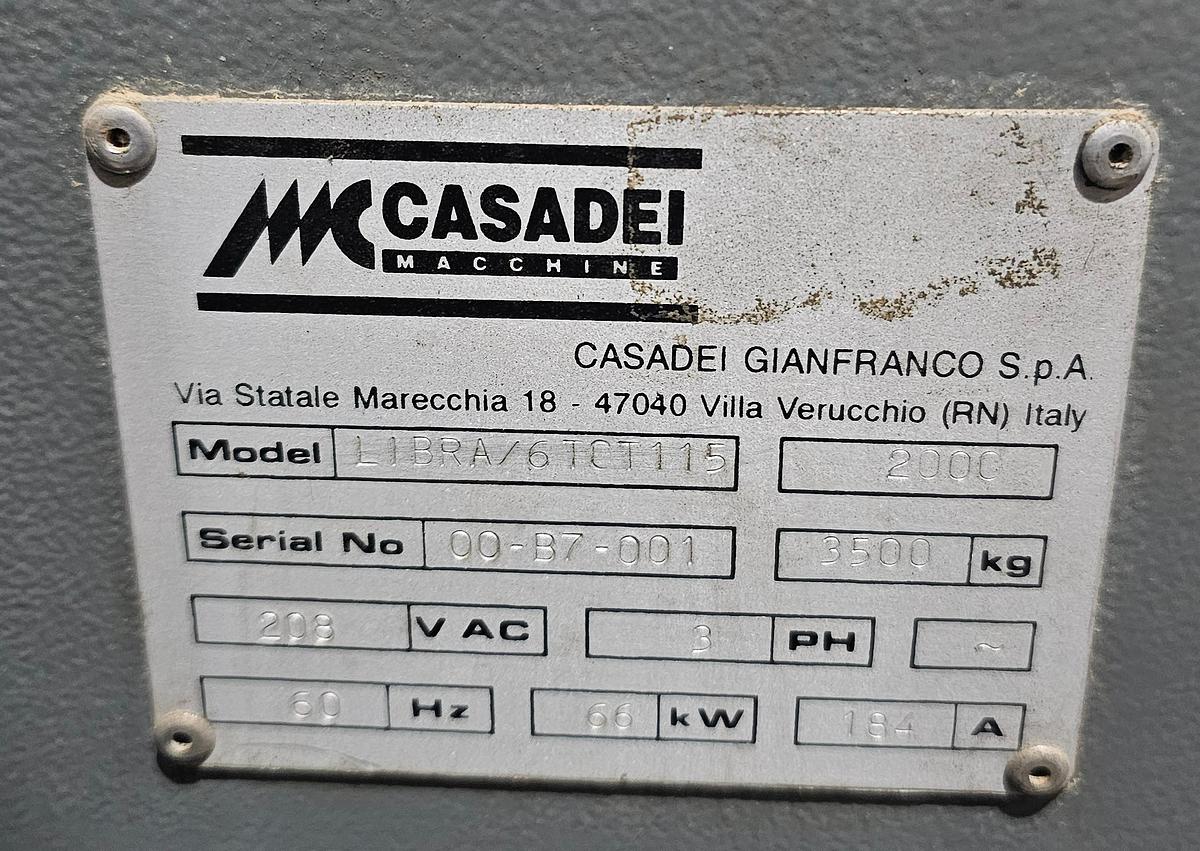 MC CASADEI
MACCHINE
CASADEI GIANFRANCO S.p.A.
Via Statale Marecchia 18 - 47040 Villa Verucchio (RN) Italy
Model LIBRA/6TCT115 2000
Serial No 00-B7-001 3500 kg
208 V AC 3 PH ~
60 Hz 66 kW 184 A